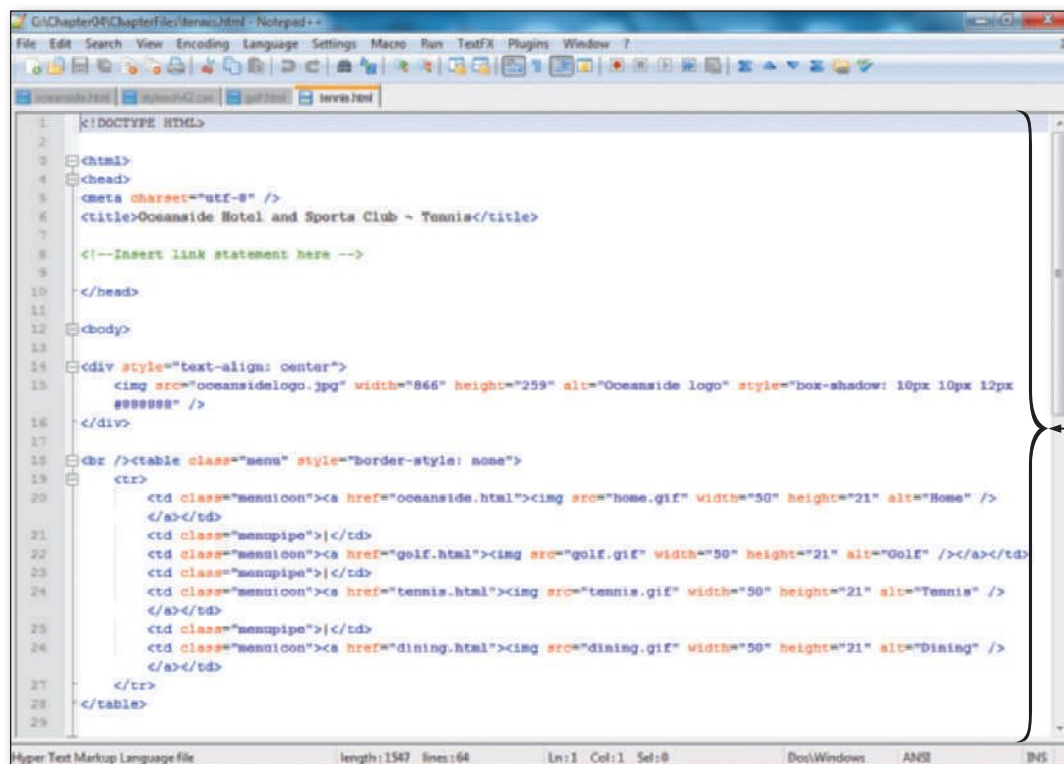 G:\Chapter04\ChapterFiles\tennis.html - Notepad++
File Edit Search View Encoding Language Settings Macro Run TextFX Plugins Window ?
oceanside.html stylesch42.css golf.html tennis.html
1 <!DOCTYPE HTML>
2
3 <html>
4 <head>
5 <meta charset="utf-8" />
6 <title>Oceanside Hotel and Sports Club ~ Tennis</title>
7
8 <!--Insert link statement here -->
9
10 </head>
11
12 <body>
13
14 <div style="text-align: center">
15 <img src="oceansidelogo.jpg" width="866" height="259" alt="Oceanside logo" style="box-shadow: 10px 10px 12px
#888888" />
16 </div>
17
18 <br /><table class="menu" style="border-style: none">
19 <tr>
20 <td class="menuicon"><a href="oceanside.html"><img src="home.gif" width="50" height="21" alt="Home" />
</a></td>
21 <td class="menupipe">|</td>
22 <td class="menuicon"><a href="golf.html"><img src="golf.gif" width="50" height="21" alt="Golf" /></a></td>
23 <td class="menupipe">|</td>
24 <td class="menuicon"><a href="tennis.html"><img src="tennis.gif" width="50" height="21" alt="Tennis" />
</a></td>
25 <td class="menupipe">|</td>
26 <td class="menuicon"><a href="dining.html"><img src="dining.gif" width="50" height="21" alt="Dining" />
</a></td>
27 </tr>
28 </table>
29
Hyper Text Markup Language file length : 1547 lines : 64 Ln : 1 Col : 1 Sel : 0 Dos\Windows ANSI INS